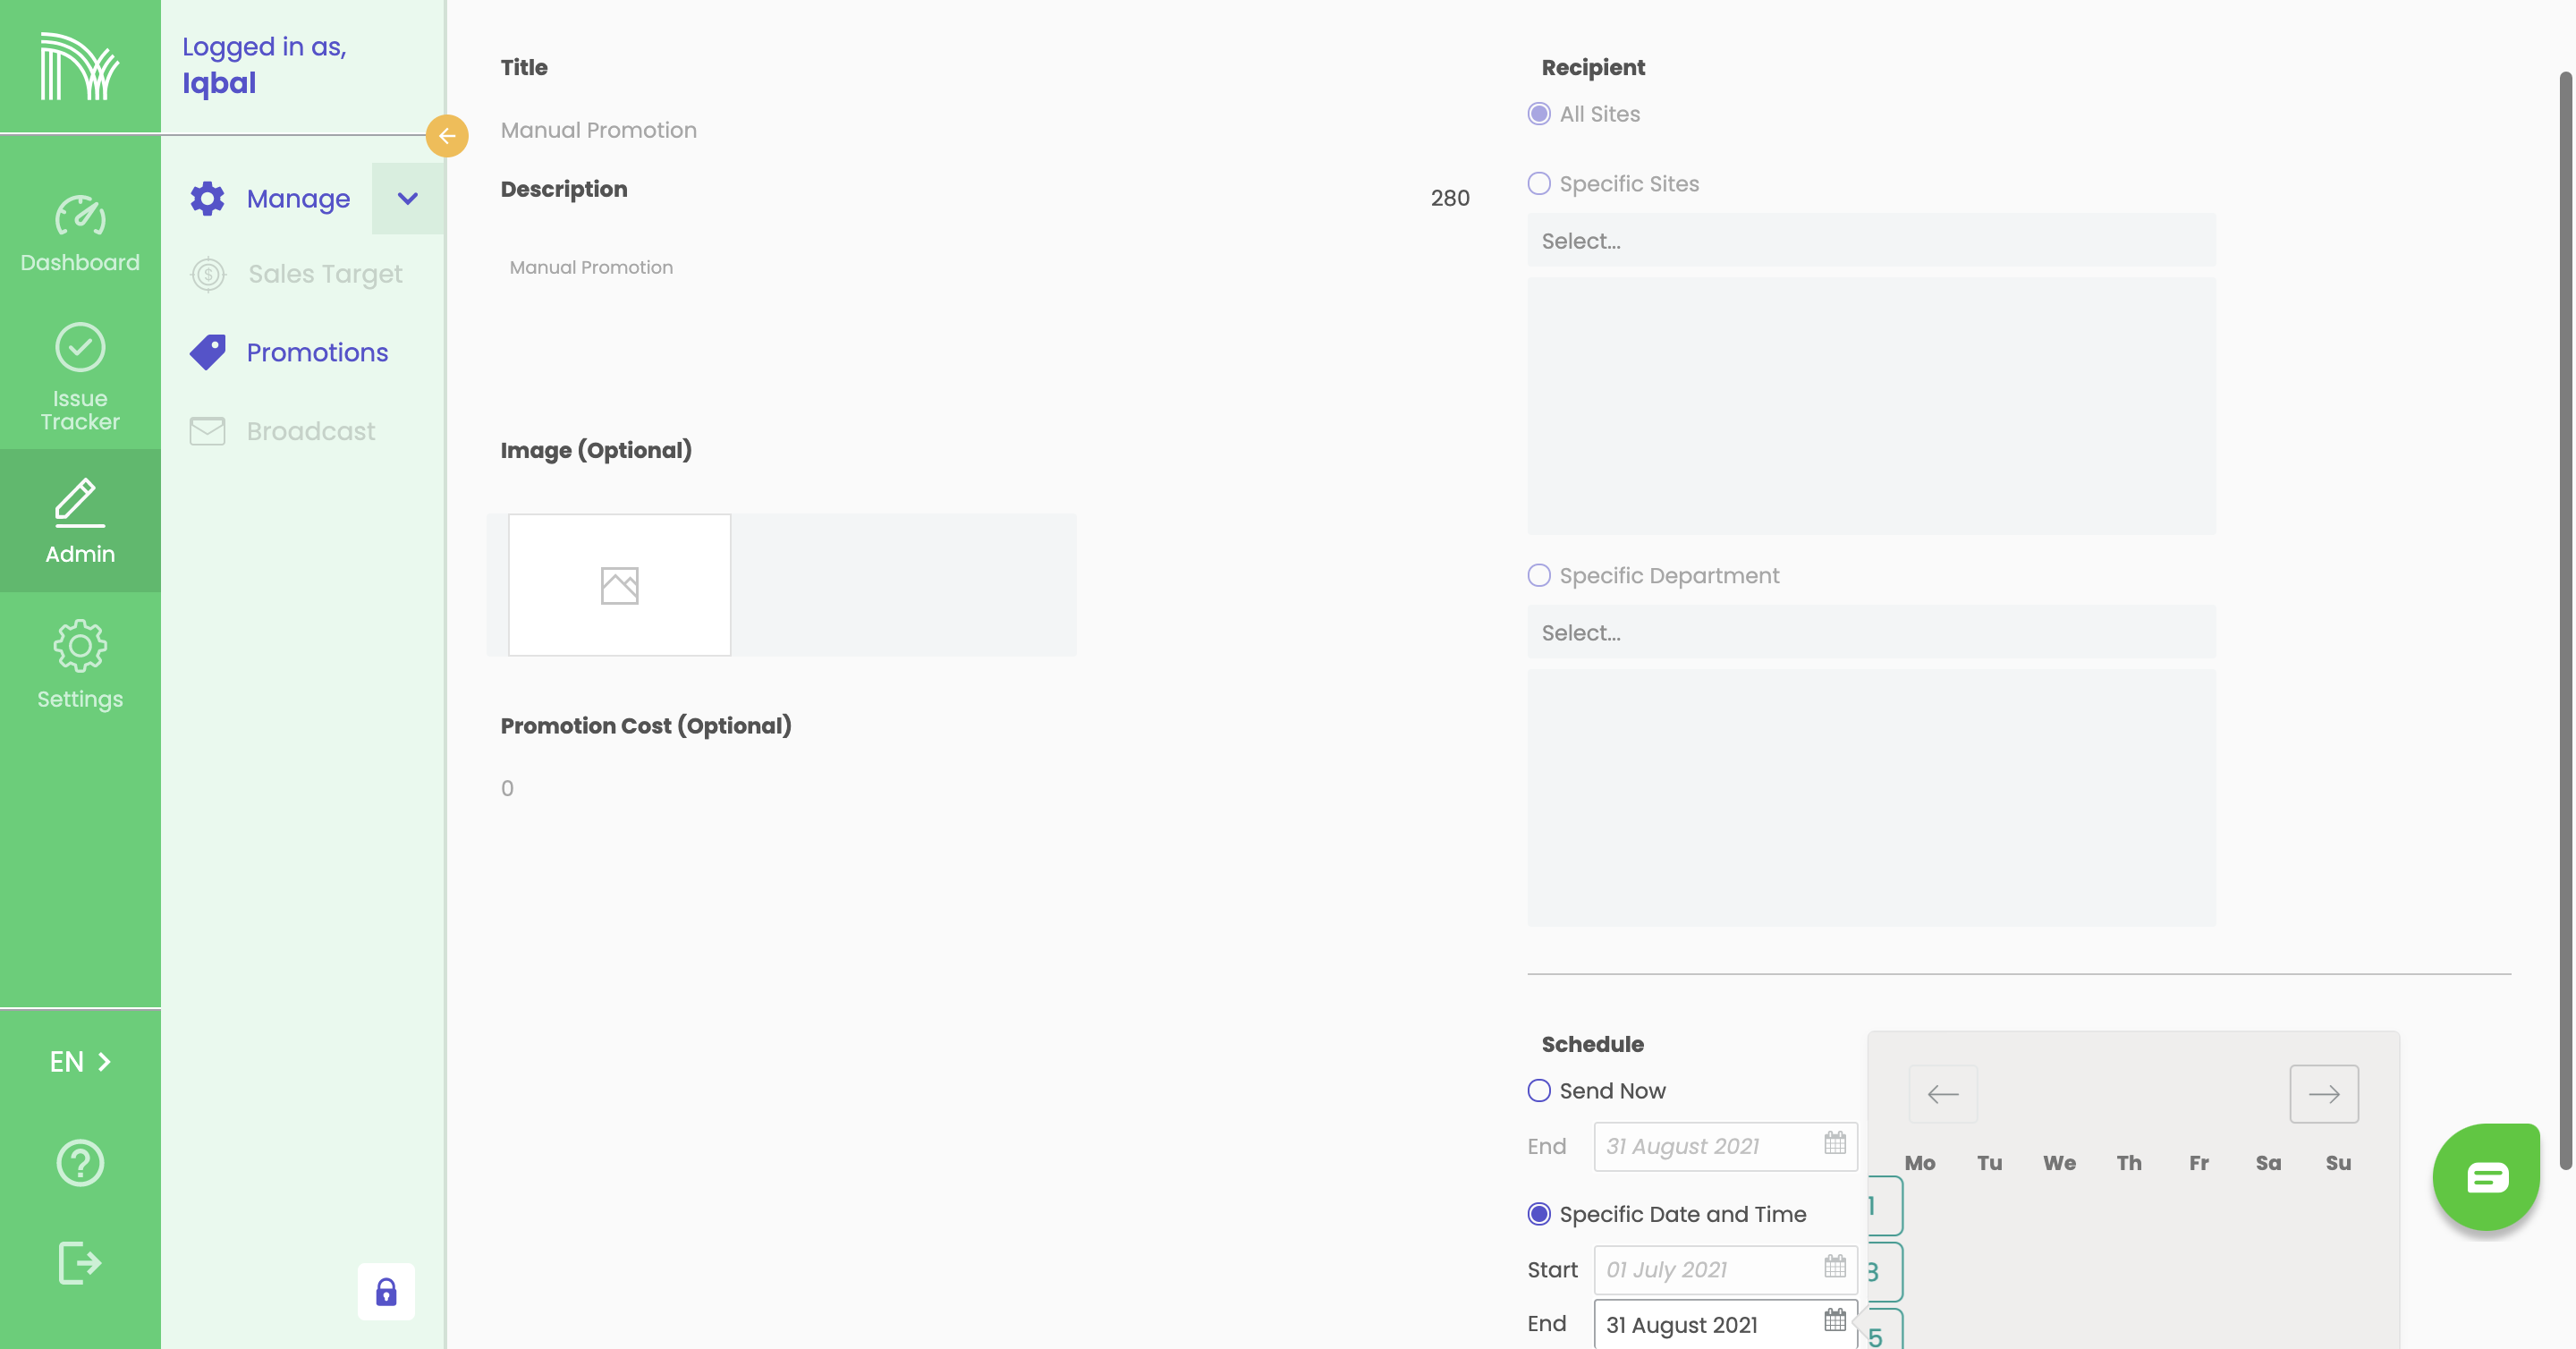 Logged in as,
Iqbal
Dashboard
Issue
Tracker
Admin
Settings
EN
Manage
Sales Target
Promotions
Broadcast
Title
Manual Promotion
Description
280
Manual Promotion
Image (Optional)
Promotion Cost (Optional)
0
Recipient
All Sites
Specific Sites
Select...
Specific Department
Select...
Schedule
Send Now
End 31 August 2021
Specific Date and Time
Start 01 July 2021
End 31 August 2021
Mo Tu We Th Fr Sa Su
1
8
5